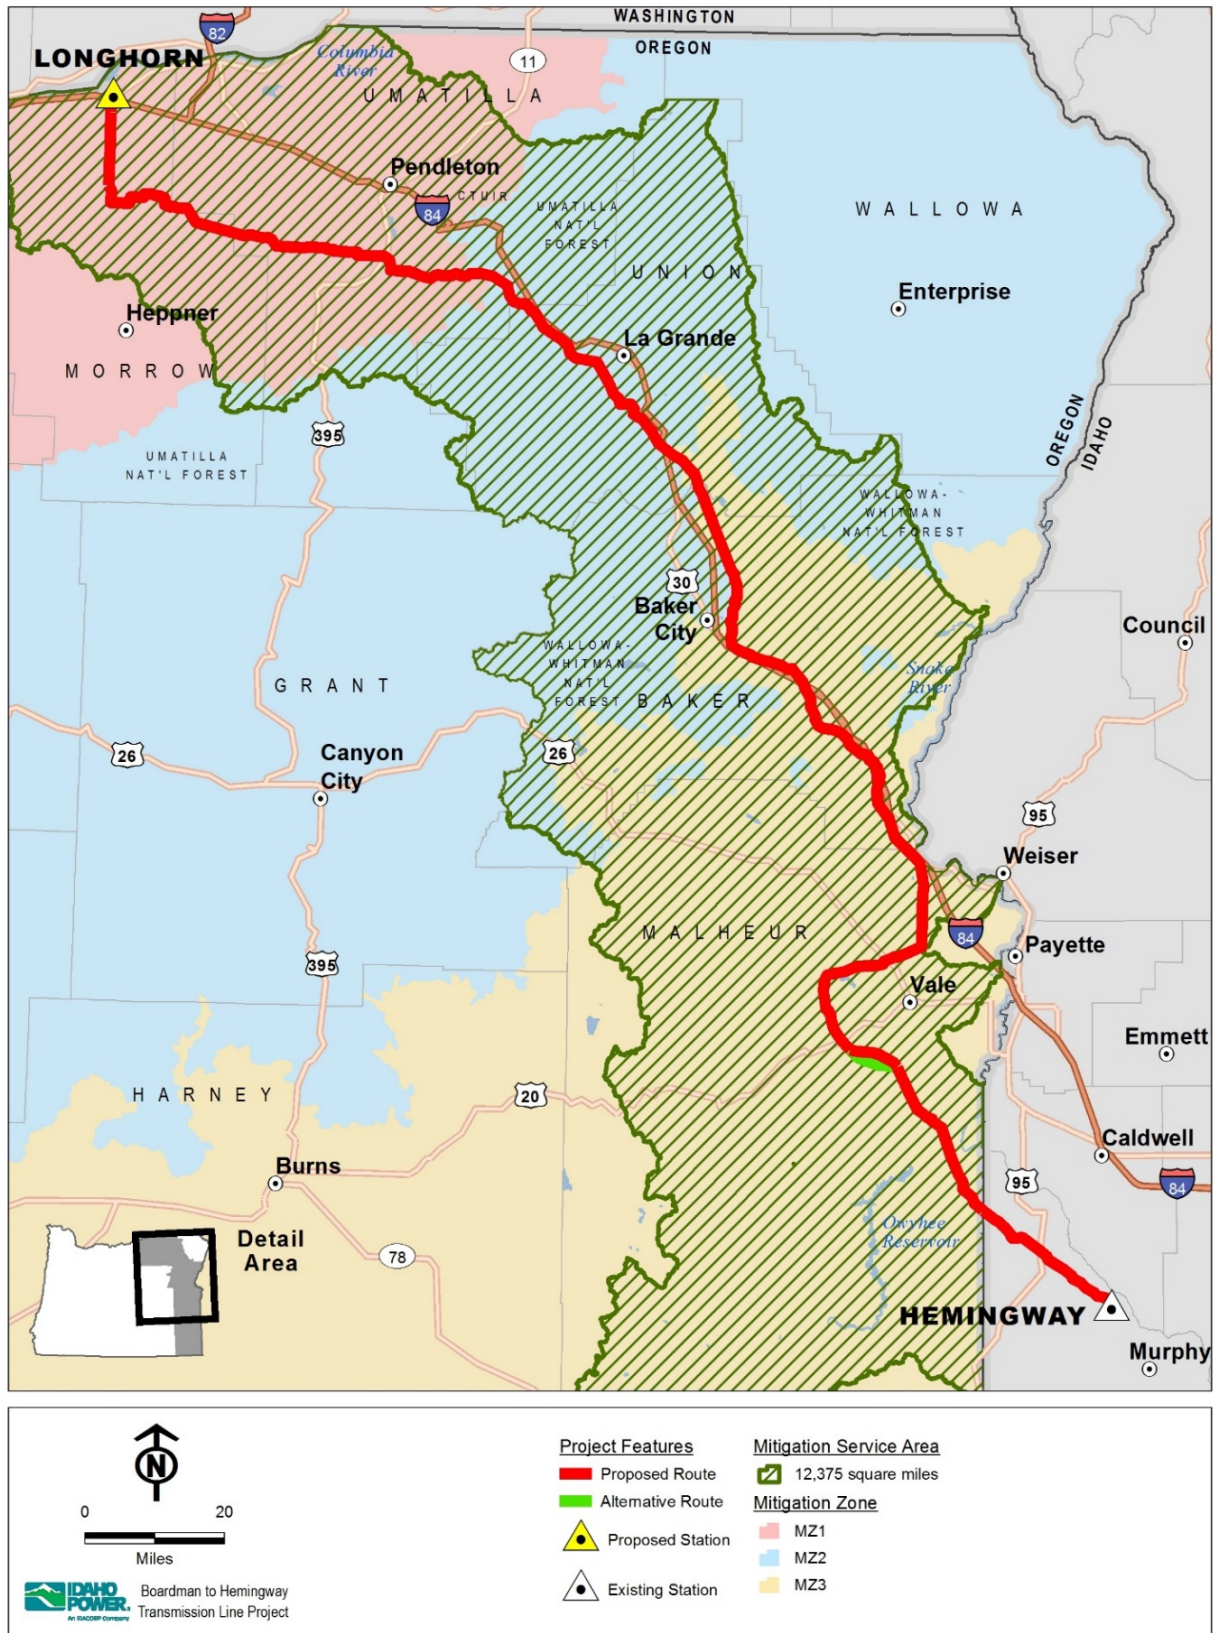 WASHINGTON
OREGON
82
LONGHORN
Columbia
River
11
UMATILLA
Pendleton
CTUIR
84
UMATILLA
NAT'L
FOREST
WALLOWA
UNION
Enterprise
Heppner
La Grande
MORROW
395
OREGON
IDAHO
UMATILLA
NAT'L FOREST
WALLOWA-
WHITMAN
NAT'L FOREST
30
Baker
City
Council
WALLOWA-
WHITMAN
NAT'L
FOREST
Snake
River
GRANT
BAKER
26
26
Canyon
City
95
Weiser
MALHEUR
84
Payette
395
Vale
Emmett
HARNEY
20
Caldwell
Burns
95
84
Detail
Area
78
Owyhee
Reservoir
HEMINGWAY
Murphy
N
0 20
Miles
IDAHO
POWER.
An IDACORP Company
Boardman to Hemingway
Transmission Line Project
Project Features
Proposed Route
Alternative Route
Proposed Station
Existing Station
Mitigation Service Area
12,375 square miles
Mitigation Zone
MZ1
MZ2
MZ3